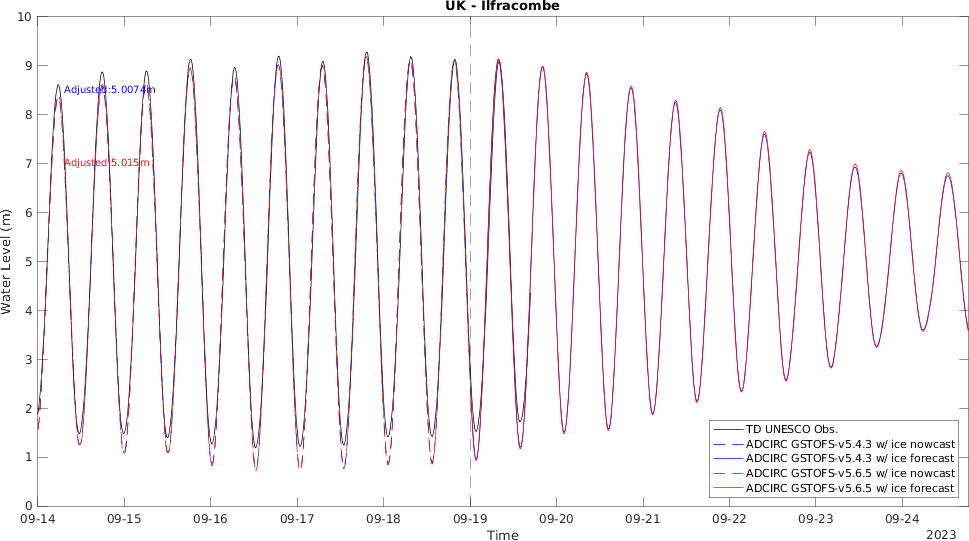 UK - Ilfracombe
10
9
8
7
6
5
4
3
2
1
0
Water Level (m)
Adjusted:5.0074m
Adjusted:5.015m
TD UNESCO Obs.
ADCIRC GSTOFS-v5.4.3 w/ ice nowcast
ADCIRC GSTOFS-v5.4.3 w/ ice forecast
ADCIRC GSTOFS-v5.6.5 w/ ice nowcast
ADCIRC GSTOFS-v5.6.5 w/ ice forecast
09-14 09-15 09-16 09-17 09-18 09-19 09-20 09-21 09-22 09-23 09-24
Time
2023